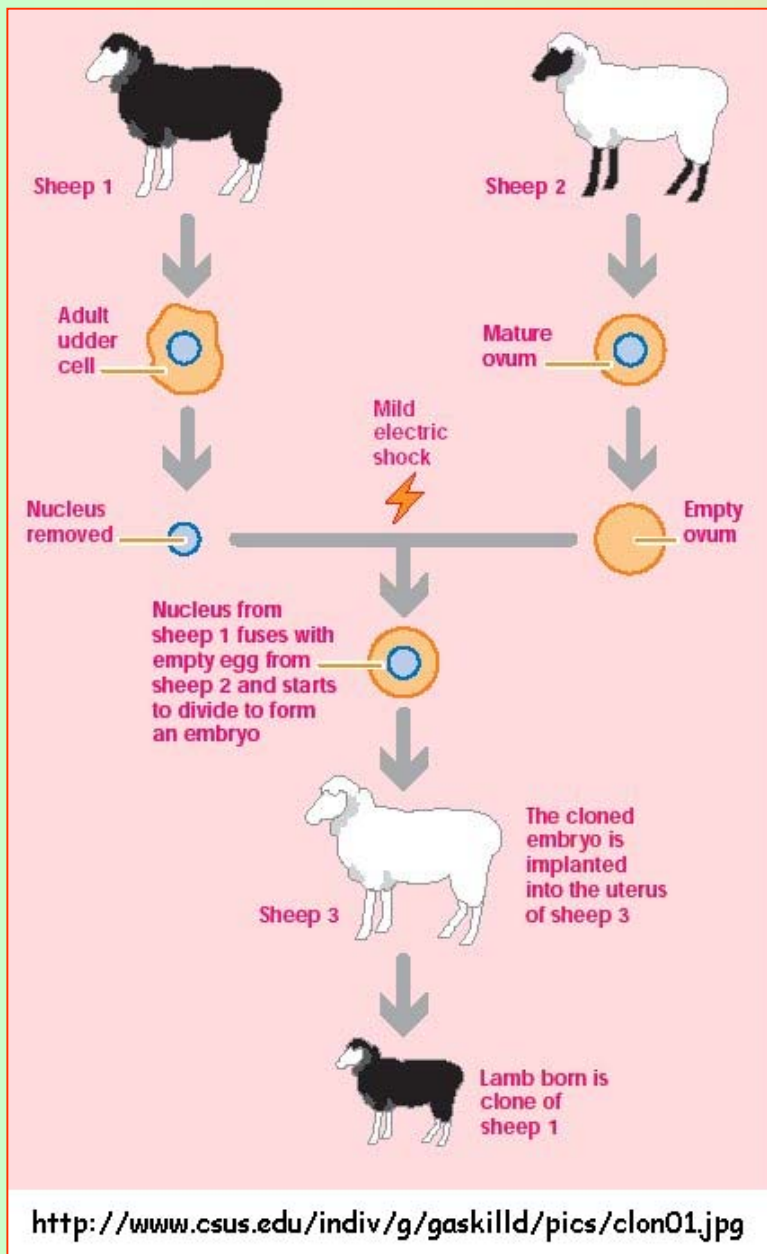 Sheep 1
Sheep 2
Adult
udder
cell
Mature
ovum
Mild
electric
shock
Nucleus
removed
Empty
ovum
Nucleus from
sheep 1 fuses with
empty egg from
sheep 2 and starts
to divide to form
an embryo
Sheep 3
The cloned
embryo is
implanted
into the uterus
of sheep 3
Lamb born is
clone of
sheep 1
http://www.csus.edu/indiv/g/gaskilld/pics/clon01.jpg